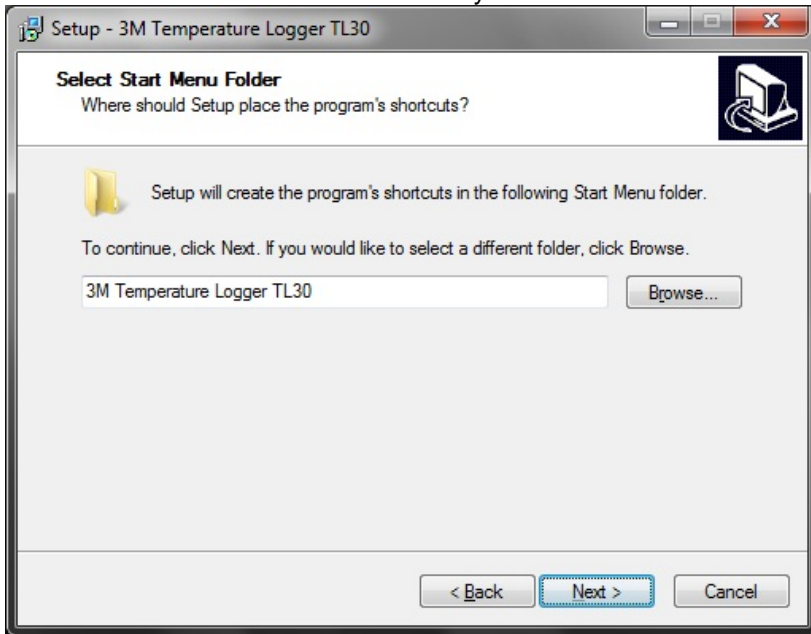 Setup - 3M Temperature Logger TL30
Select Start Menu Folder
Where should Setup place the program's shortcuts?
Setup will create the program's shortcuts in the following Start Menu folder.
To continue, click Next. If you would like to select a different folder, click Browse.
3M Temperature Logger TL30
Browse...
< Back
Next >
Cancel